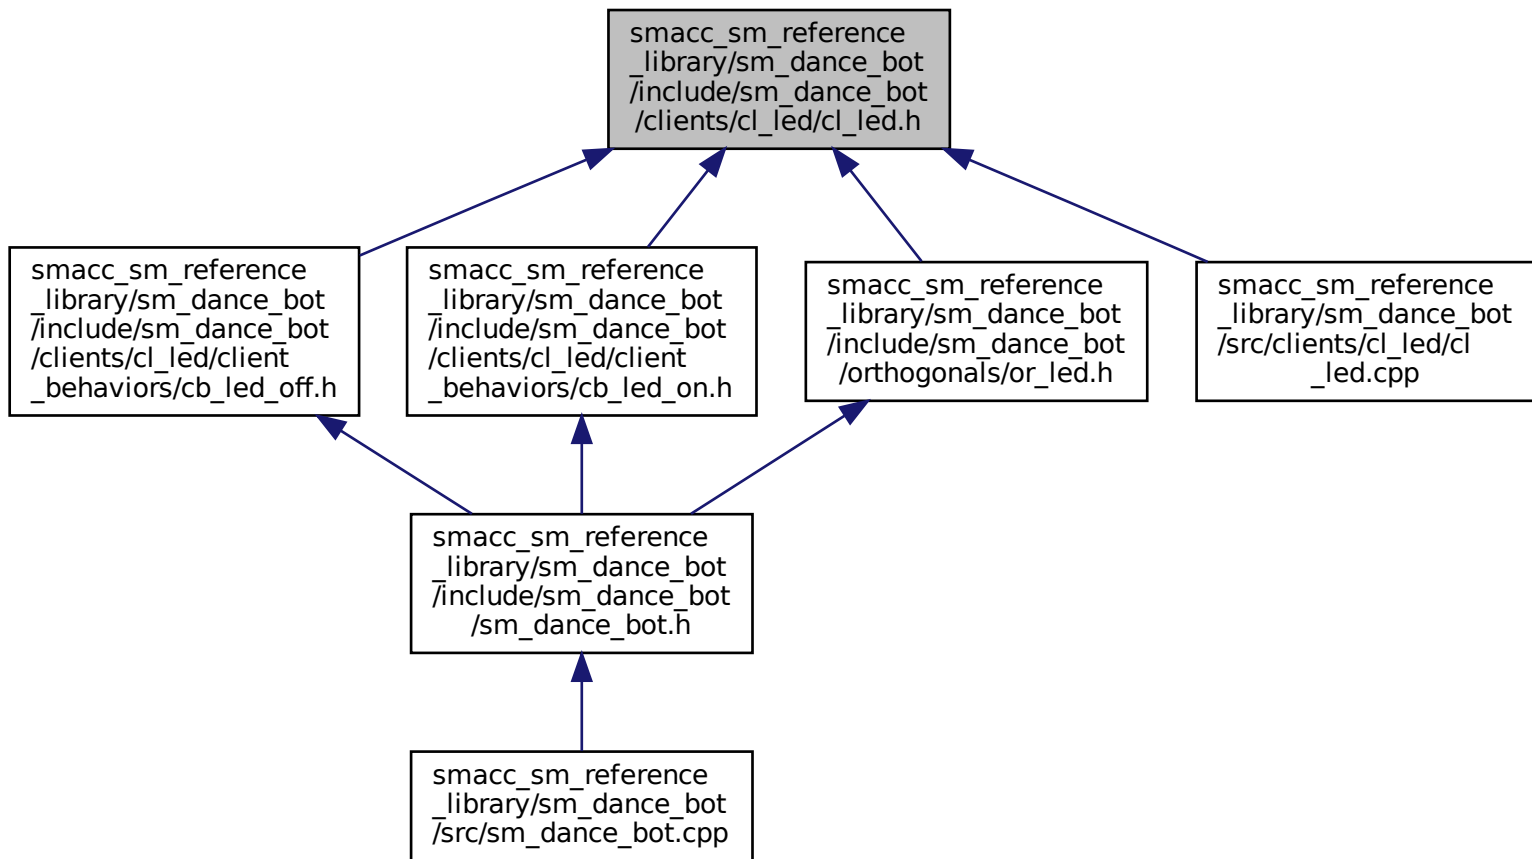 smacc_sm_reference
_library/sm_dance_bot
/include/sm_dance_bot
/clients/cl_led/cl_led.h
smacc_sm_reference
_library/sm_dance_bot
/include/sm_dance_bot
/clients/cl_led/client
_behaviors/cb_led_off.h
smacc_sm_reference
_library/sm_dance_bot
/include/sm_dance_bot
/clients/cl_led/client
_behaviors/cb_led_on.h
smacc_sm_reference
_library/sm_dance_bot
/include/sm_dance_bot
/orthogonals/or_led.h
smacc_sm_reference
_library/sm_dance_bot
/src/clients/cl_led/cl
_led.cpp
smacc_sm_reference
_library/sm_dance_bot
/include/sm_dance_bot
/sm_dance_bot.h
smacc_sm_reference
_library/sm_dance_bot
/src/sm_dance_bot.cpp